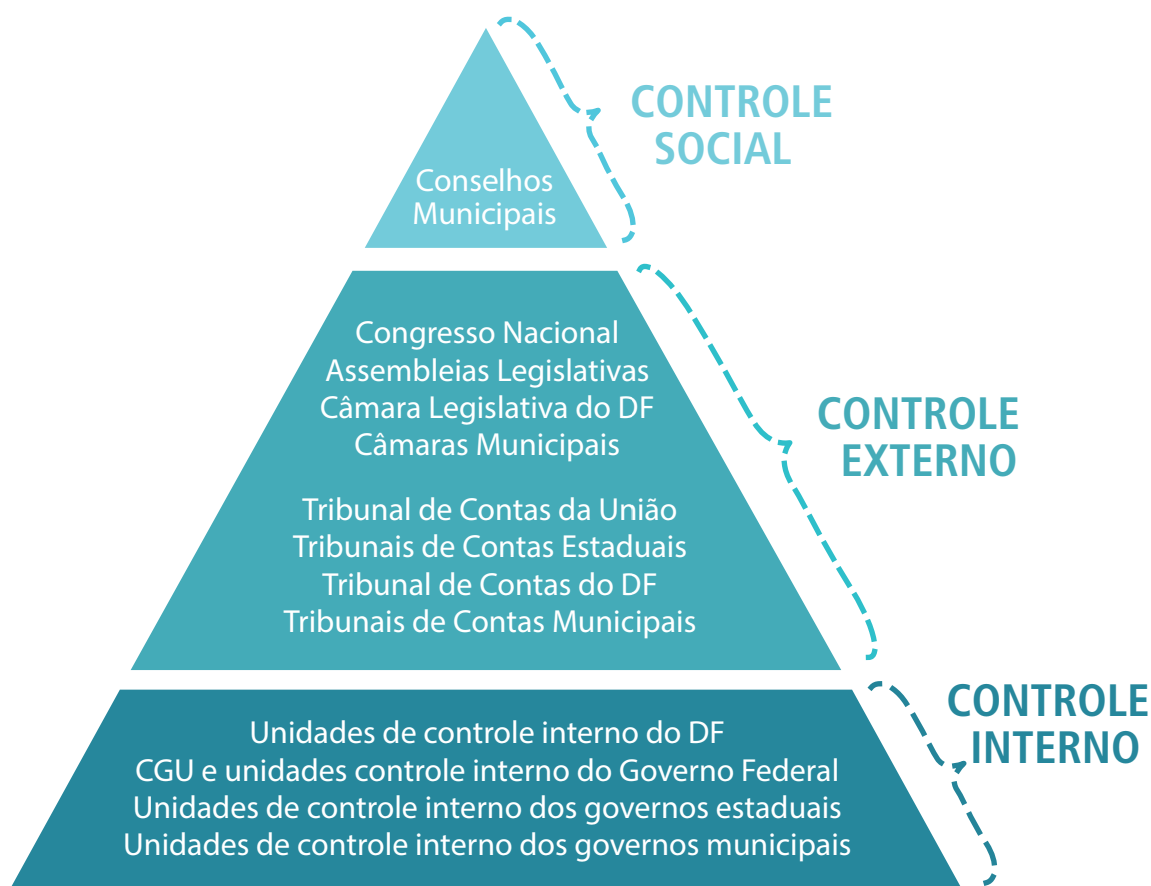 CONTROLE
SOCIAL
Conselhos
Municipais
Congresso Nacional
Assembleias Legislativas
Câmara Legislativa do DF
Câmaras Municipais
CONTROLE
EXTERNO
Tribunal de Contas da União
Tribunais de Contas Estaduais
Tribunal de Contas do DF
Tribunais de Contas Municipais
CONTROLE
INTERNO
Unidades de controle interno do DF
CGU e unidades controle interno do Governo Federal
Unidades de controle interno dos governos estaduais
Unidades de controle interno dos governos municipais